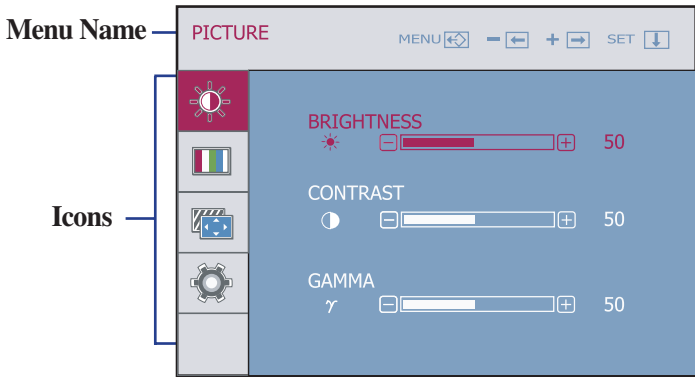 Menu Name
PICTURE MENU - + SET
Icons
BRIGHTNESS
50
CONTRAST
50
GAMMA
γ 50